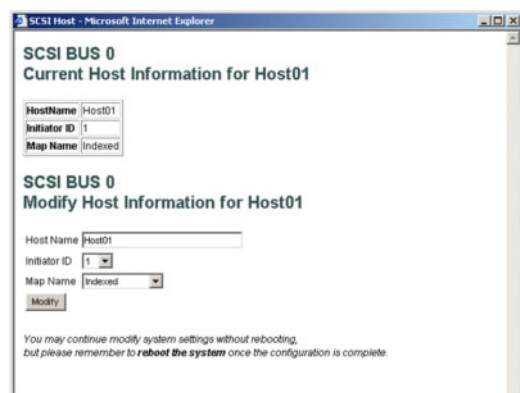 SCSI Host - Microsoft Internet Explorer
SCSI BUS 0
Current Host Information for Host01
HostName Host01
Initiator ID 1
Map Name Indexed
SCSI BUS 0
Modify Host Information for Host01
Host Name Host01
Initiator ID 1
Map Name Indexed
Modify
You may continue modify system settings without rebooting,
but please remember to reboot the system once the configuration is complete.